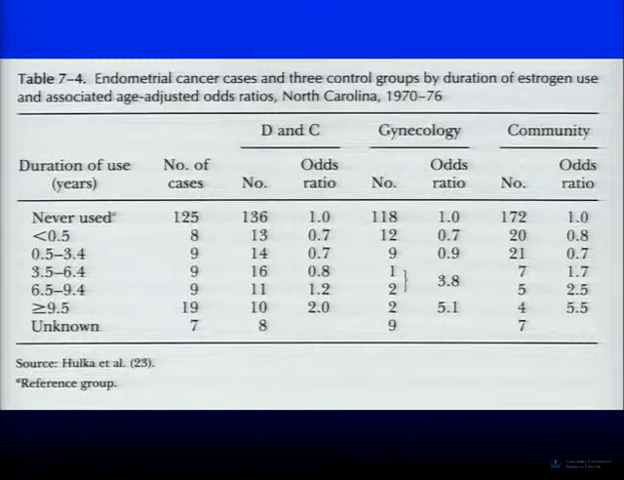 Table 7–4. Endometrial cancer cases and three control groups by duration of estrogen use
and associated age-adjusted odds ratios, North Carolina, 1970–76
D and C Gynecology Community
Duration of use No. of Odds Odds Odds
(years) cases No. ratio No. ratio No. ratio
Never usedª 125 136 1.0 118 1.0 172 1.0
<0.5 8 13 0.7 12 0.7 20 0.8
0.5–3.4 9 14 0.7 9 0.9 21 0.7
3.5–6.4 9 16 0.8 1 } 3.8 7 1.7
6.5–9.4 9 11 1.2 2 5 2.5
≥9.5 19 10 2.0 2 5.1 4 5.5
Unknown 7 8 9 7
Source: Hulka et al. (23).
ªReference group.
Columbia University
Medical Center